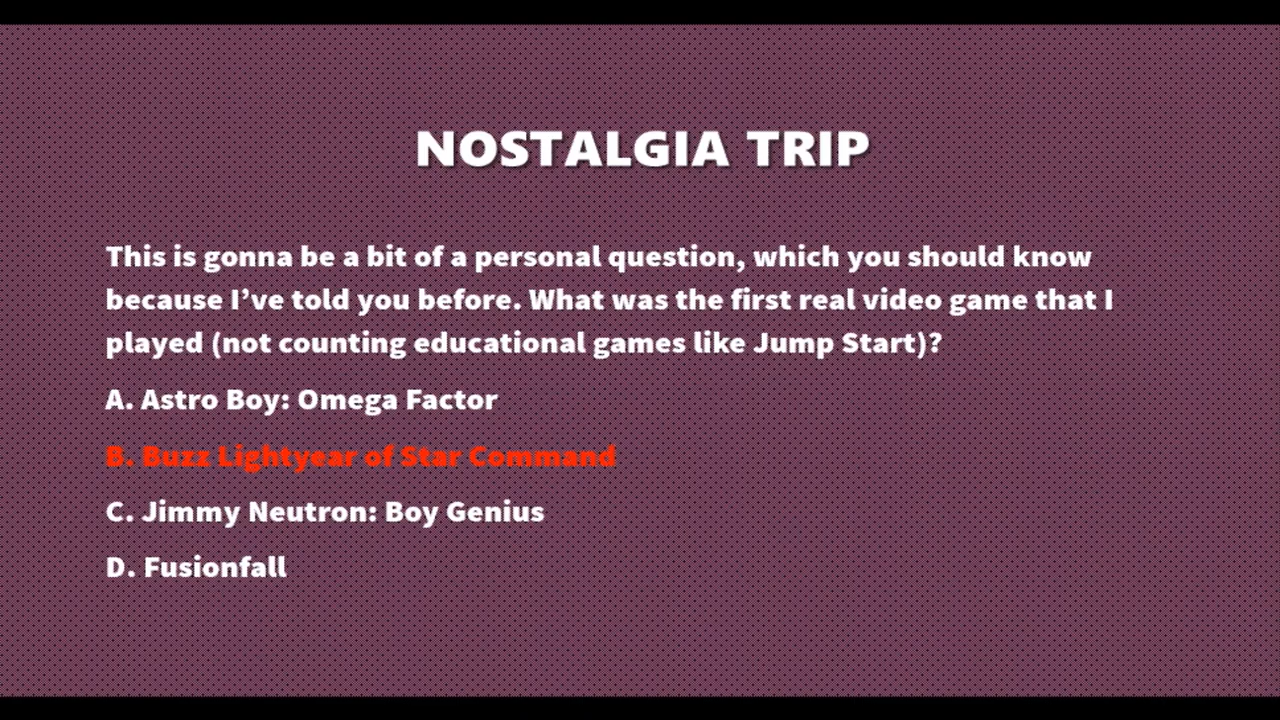 NOSTALGIA TRIP
This is gonna be a bit of a personal question, which you should know
because I’ve told you before. What was the first real video game that I
played (not counting educational games like Jump Start)?
A. Astro Boy: Omega Factor
B. Buzz Lightyear of Star Command
C. Jimmy Neutron: Boy Genius
D. Fusionfall